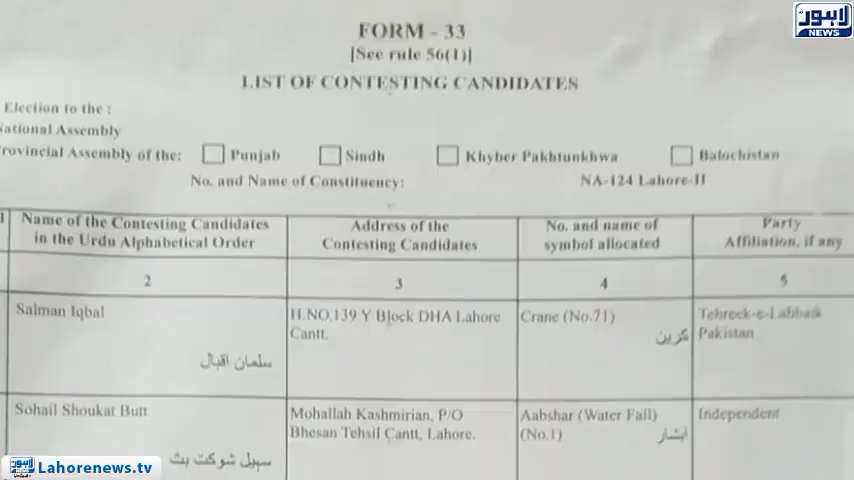 لاہور
NEWS
FORM - 33
[See rule 56(1)]
LIST OF CONTESTING CANDIDATES
Election to the :
National Assembly
Provincial Assembly of the: Punjab Sindh Khyber Pakhtunkhwa Balochistan
No. and Name of Constituency: NA-124 Lahore-II
Name of the Contesting Candidates
in the Urdu Alphabetical Order
Address of the
Contesting Candidates
No. and name of
symbol allocated
Party
Affiliation, if any
2 3 4 5
Salman Iqbal
سلمان اقبال
H.NO.139 Y Block DHA Lahore
Cantt.
Crane (No.71)
کرین
Tehreek-e-Labbaik
Pakistan
Sohail Shoukat Butt
سہیل شوکت بٹ
Mohallah Kashmirian, P/O
Bhesan Tehsil Cantt, Lahore.
Aabshar (Water Fall)
(No.1) آبشار
Independent
Lahorenews.tv